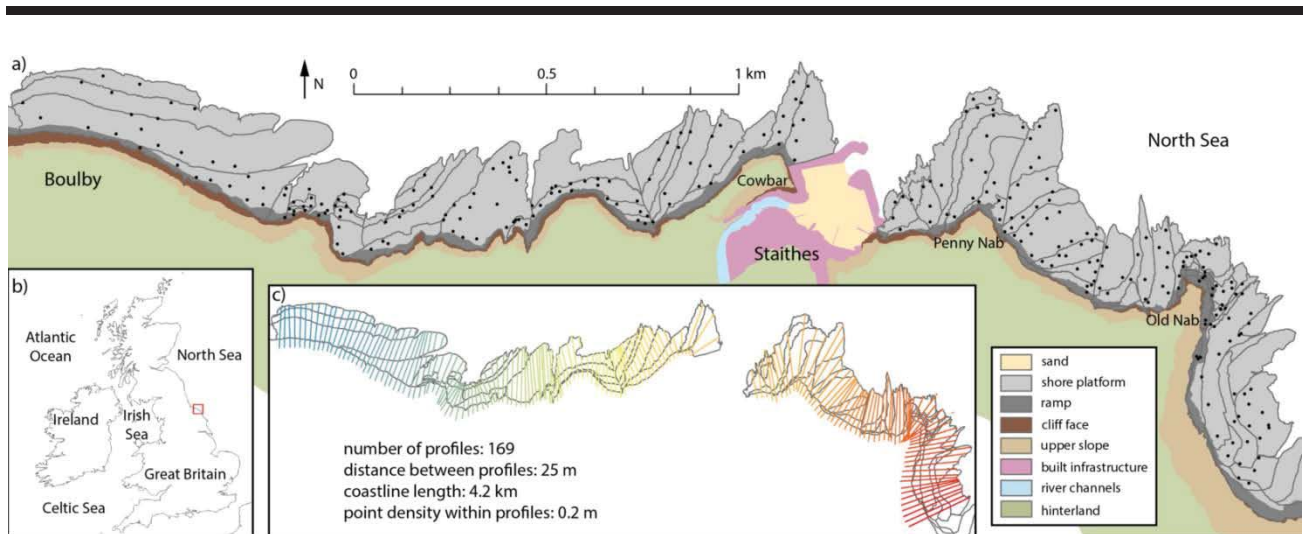 a)
N
0 0.5 1 km
North Sea
Boulby
Cowbar
Staithes
Penny Nab
Old Nab
b)
Atlantic
Ocean
North Sea
Ireland
Irish
Sea
Great Britain
Celtic Sea
c)
number of profiles: 169
distance between profiles: 25 m
coastline length: 4.2 km
point density within profiles: 0.2 m
sand
shore platform
ramp
cliff face
upper slope
built infrastructure
river channels
hinterland